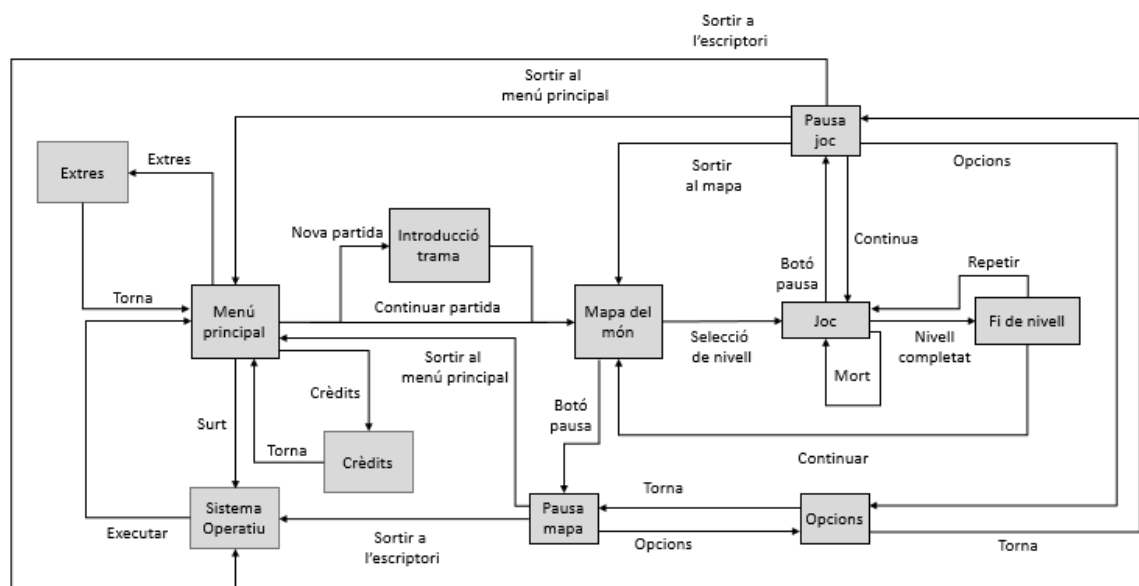 Sortir a
l'escriptori
Sortir al
menú principal
Pausa
joc
Extres
Extres
Sortir
al mapa
Opcions
Nova partida
Introducció
trama
Continua
Botó
pausa
Repetir
Torna
Menú
principal
Continuar partida
Mapa del
món
Selecció
de nivell
Joc
Nivell
completat
Fi de nivell
Sortir al
menú principal
Mort
Crèdits
Botó
pausa
Surt
Torna
Crèdits
Continuar
Sistema
Operatiu
Executar
Sortir a
l'escriptori
Pausa
mapa
Torna
Opcions
Opcions
Torna